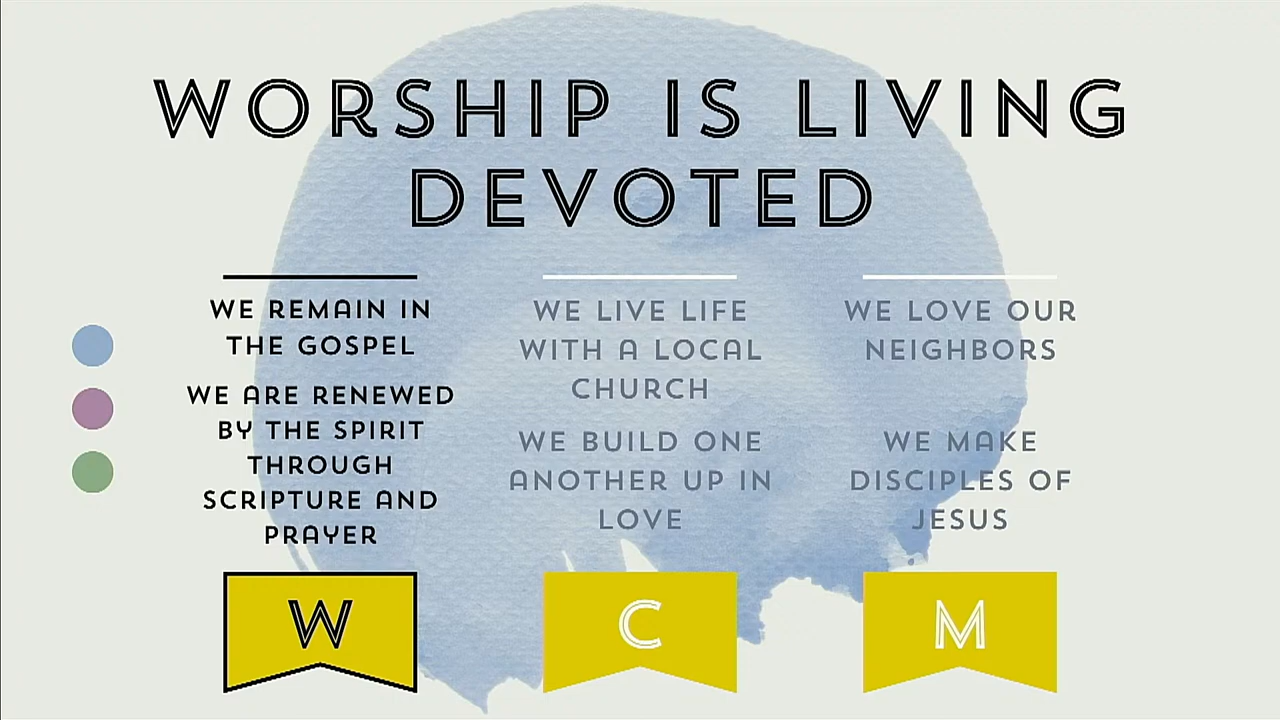 WORSHIP IS LIVING
DEVOTED
WE REMAIN IN
THE GOSPEL
WE ARE RENEWED
BY THE SPIRIT
THROUGH
SCRIPTURE AND
PRAYER
W
WE LIVE LIFE
WITH A LOCAL
CHURCH
WE BUILD ONE
ANOTHER UP IN
LOVE
C
WE LOVE OUR
NEIGHBORS
WE MAKE
DISCIPLES OF
JESUS
M